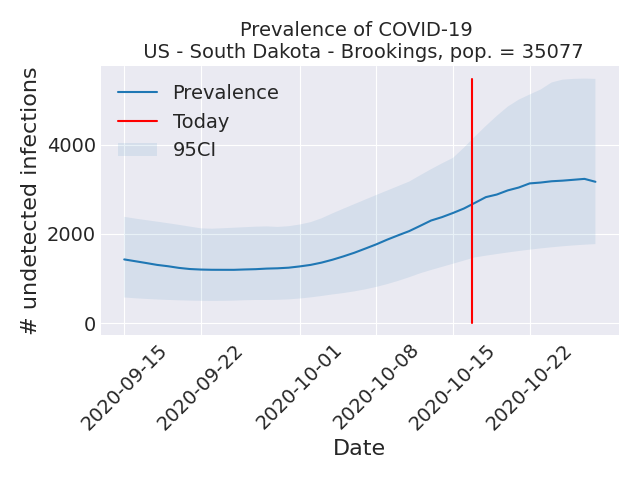 Prevalence of COVID-19
US - South Dakota - Brookings, pop. = 35077
Prevalence
Today
95CI
# undetected infections
4000
2000
0
2020-09-15
2020-09-22
2020-10-01
2020-10-08
2020-10-15
2020-10-22
Date